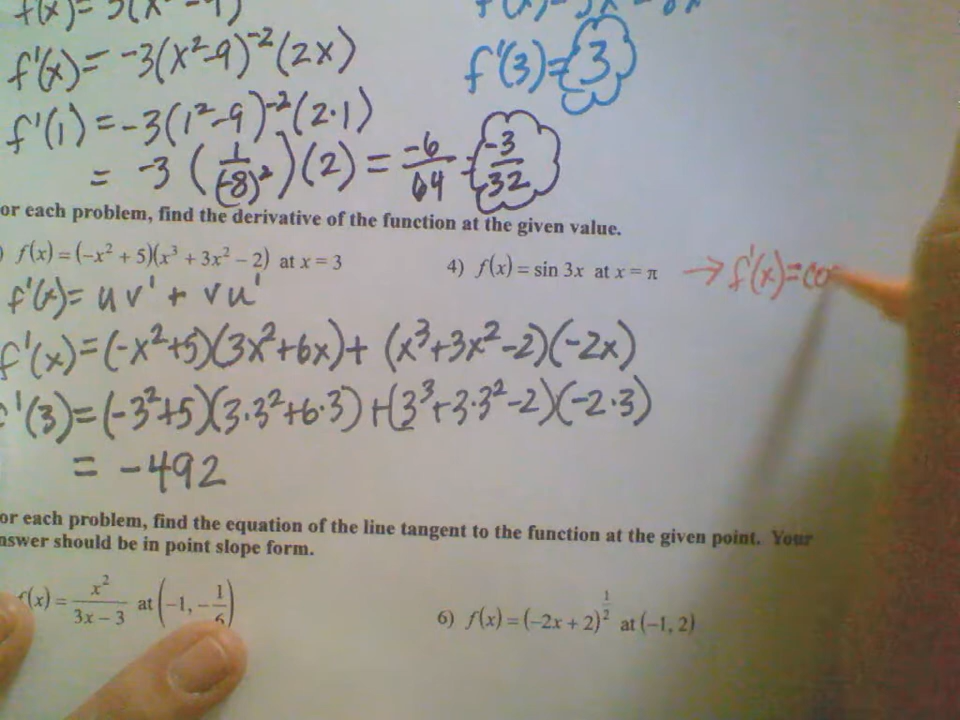 f'(x) = -3(x²-9)⁻²(2x)
f'(3) = 3
f'(1) = -3(1²-9)⁻²(2·1)
= -3 (1/(-8)²)(2) = -6/64 = -3/32
or each problem, find the derivative of the function at the given value.
) f(x) = (-x² + 5)(x³ + 3x² - 2) at x = 3
4) f(x) = sin 3x at x = π → f'(x) = cos
f'(x) = uv' + vu'
f'(x) = (-x²+5)(3x²+6x) + (x³+3x²-2)(-2x)
'(3) = (-3²+5)(3·3²+6·3) + (3³+3·3²-2)(-2·3)
= -492
or each problem, find the equation of the line tangent to the function at the given point. Your
nswer should be in point slope form.
f(x) = x²/(3x - 3) at (-1, -1/6)
6) f(x) = (-2x + 2)^(1/2) at (-1, 2)